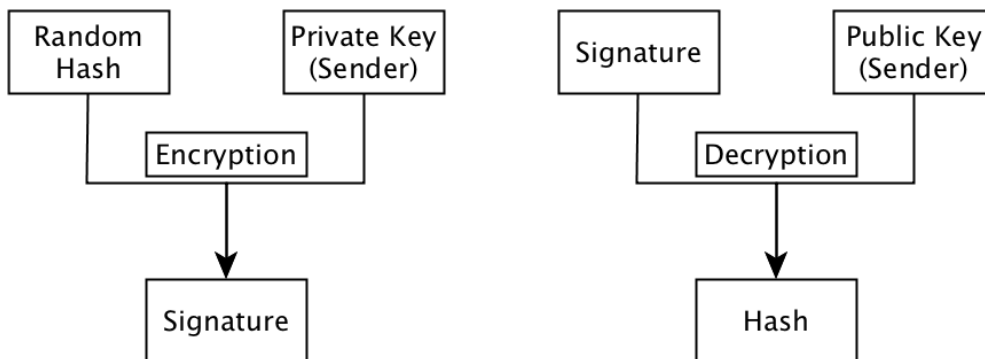 Random
Hash
Private Key
(Sender)
Encryption
Signature
Signature
Public Key
(Sender)
Decryption
Hash